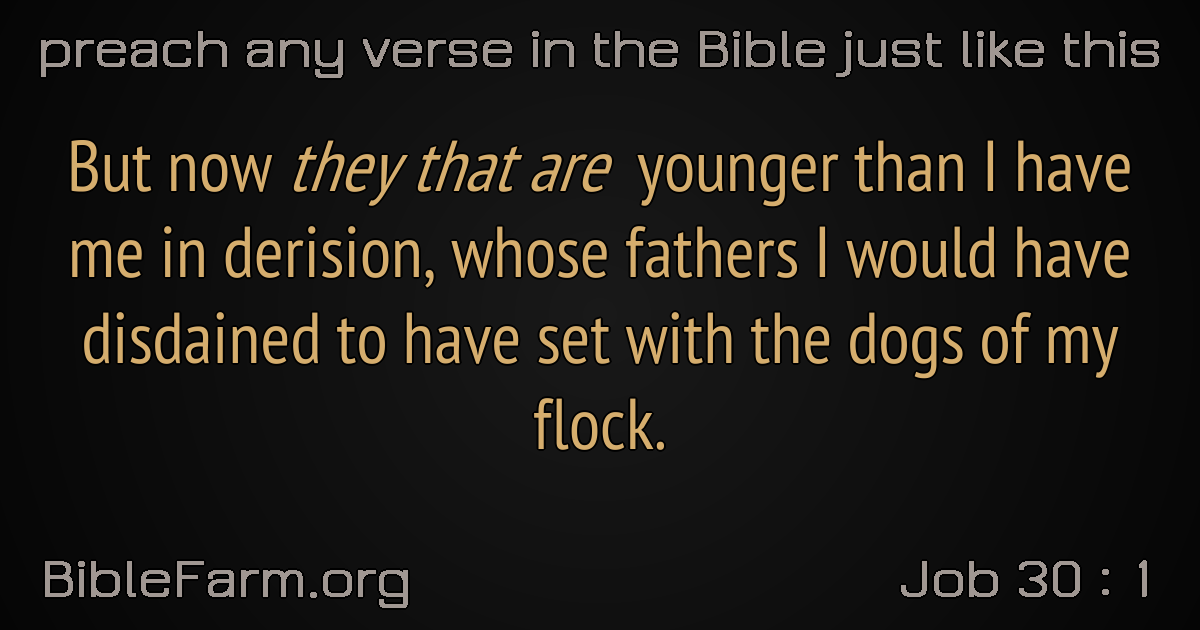 preach any verse in the Bible just like this
But now they that are younger than I have
me in derision, whose fathers I would have
disdained to have set with the dogs of my
flock.
BibleFarm.org
Job 30 : 1